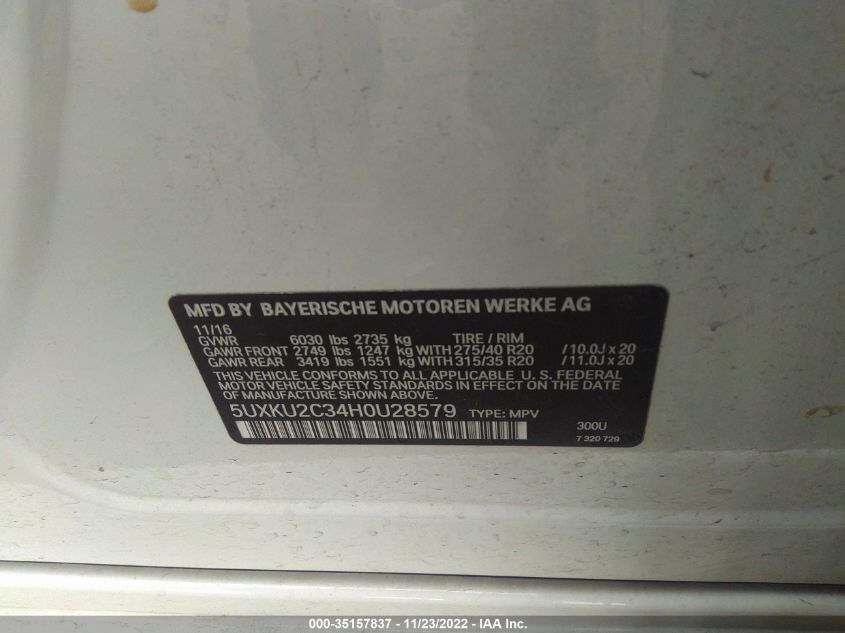 MFD BY BAYERISCHE MOTOREN WERKE AG
11/16
GVWR 6030 lbs 2735 kg TIRE / RIM
GAWR FRONT 2749 lbs 1247 kg WITH 275/40 R20 / 10.0J x 20
GAWR REAR 3419 lbs 1551 kg WITH 315/35 R20 / 11.0J x 20
THIS VEHICLE CONFORMS TO ALL APPLICABLE U. S. FEDERAL
MOTOR VEHICLE SAFETY STANDARDS IN EFFECT ON THE DATE
OF MANUFACTURE SHOWN ABOVE.
5UXKU2C34H0U28579 TYPE: MPV
300U
7 320 729
000-35157837 - 11/23/2022 - IAA Inc.